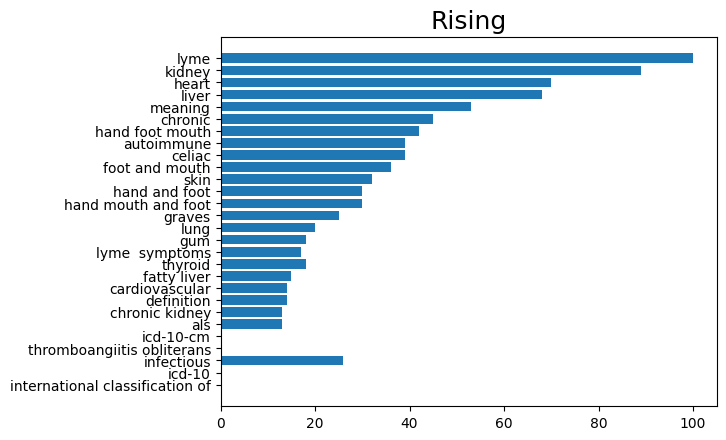 Rising
lyme
kidney
heart
liver
meaning
chronic
hand foot mouth
autoimmune
celiac
foot and mouth
skin
hand and foot
hand mouth and foot
graves
lung
gum
lyme  symptoms
thyroid
fatty liver
cardiovascular
definition
chronic kidney
als
icd-10-cm
thromboangiitis obliterans
infectious
icd-10
international classification of
0 20 40 60 80 100